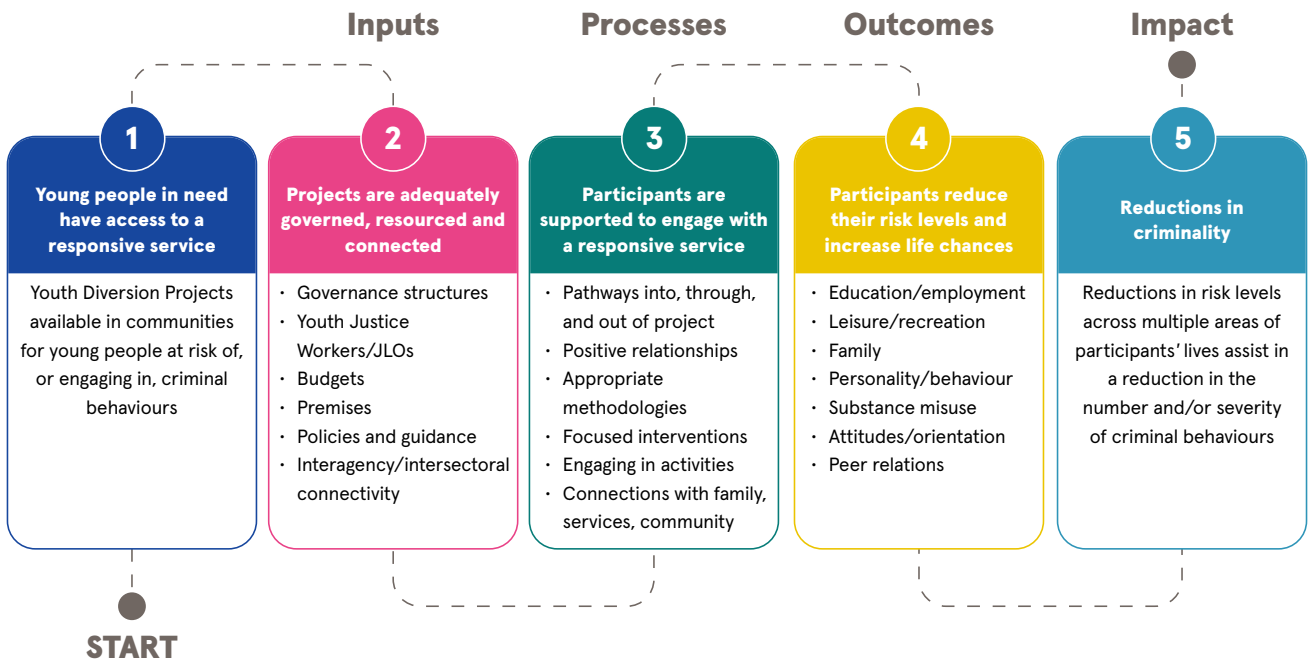 Inputs
Processes
Outcomes
Impact
1
Young people in need
have access to a
responsive service
Youth Diversion Projects
available in communities
for young people at risk of,
or engaging in, criminal
behaviours
START
2
Projects are adequately
governed, resourced and
connected
· Governance structures
· Youth Justice
Workers/JLOs
· Budgets
· Premises
· Policies and guidance
· Interagency/intersectoral
connectivity
3
Participants are
supported to engage with
a responsive service
· Pathways into, through,
and out of project
· Positive relationships
· Appropriate
methodologies
· Focused interventions
· Engaging in activities
· Connections with family,
services, community
4
Participants reduce
their risk levels and
increase life chances
· Education/employment
· Leisure/recreation
· Family
· Personality/behaviour
· Substance misuse
· Attitudes/orientation
· Peer relations
5
Reductions in
criminality
Reductions in risk levels
across multiple areas of
participants’ lives assist in
a reduction in the
number and/or severity
of criminal behaviours